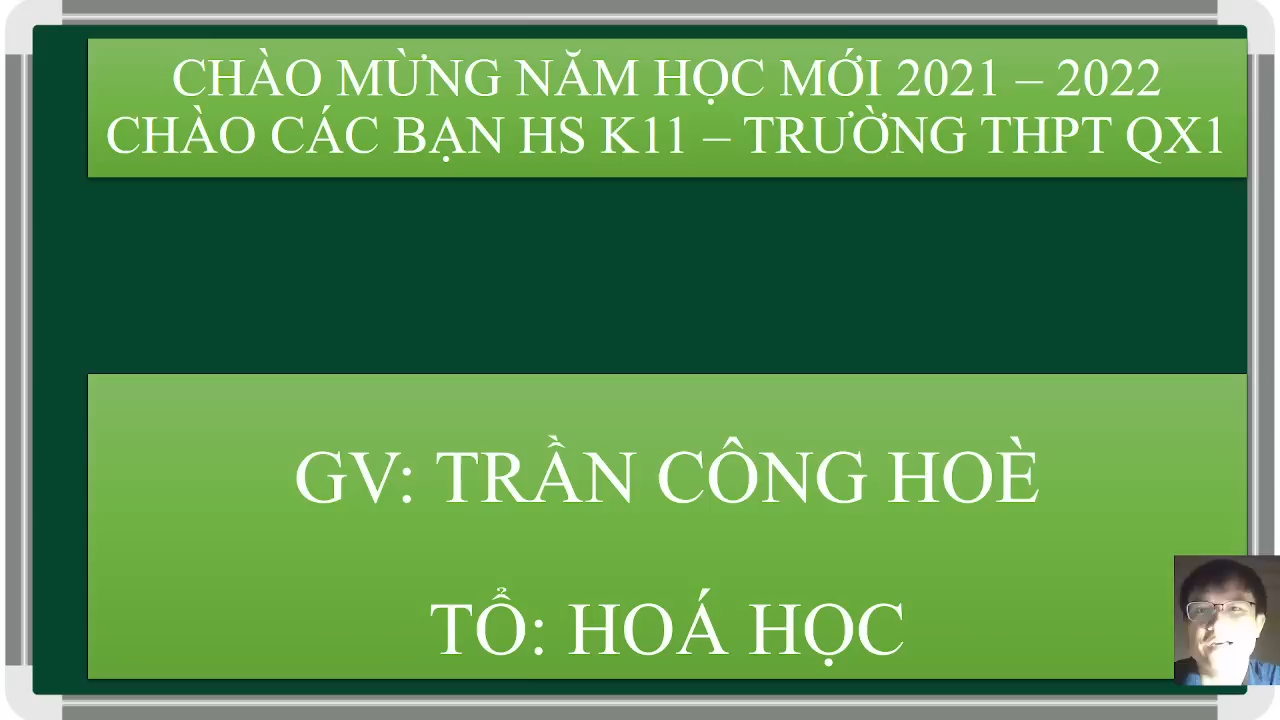 CHÀO MỪNG NĂM HỌC MỚI 2021 – 2022
CHÀO CÁC BẠN HS K11 – TRƯỜNG THPT QX1
GV: TRẦN CÔNG HOÈ
TỔ: HOÁ HỌC